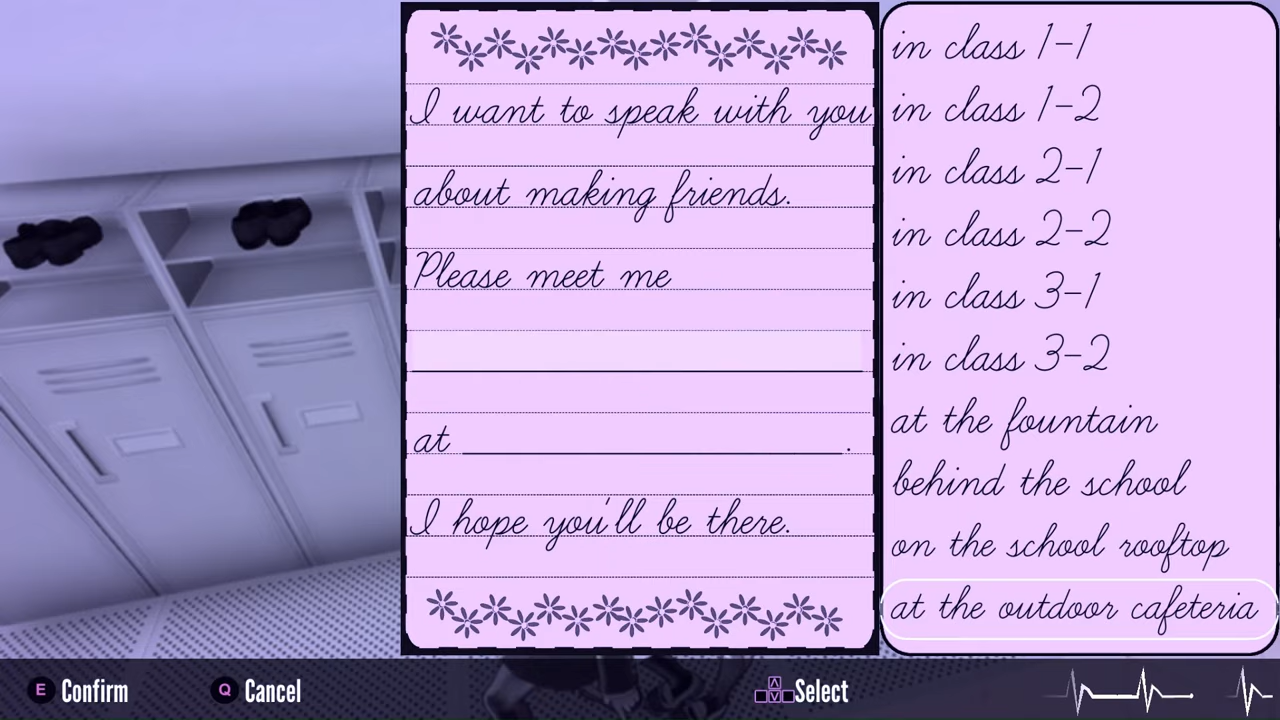 I want to speak with you
about making friends.
Please meet me
at .
I hope you'll be there.
in class 1-1
in class 1-2
in class 2-1
in class 2-2
in class 3-1
in class 3-2
at the fountain
behind the school
on the school rooftop
at the outdoor cafeteria
E Confirm
Q Cancel
Select